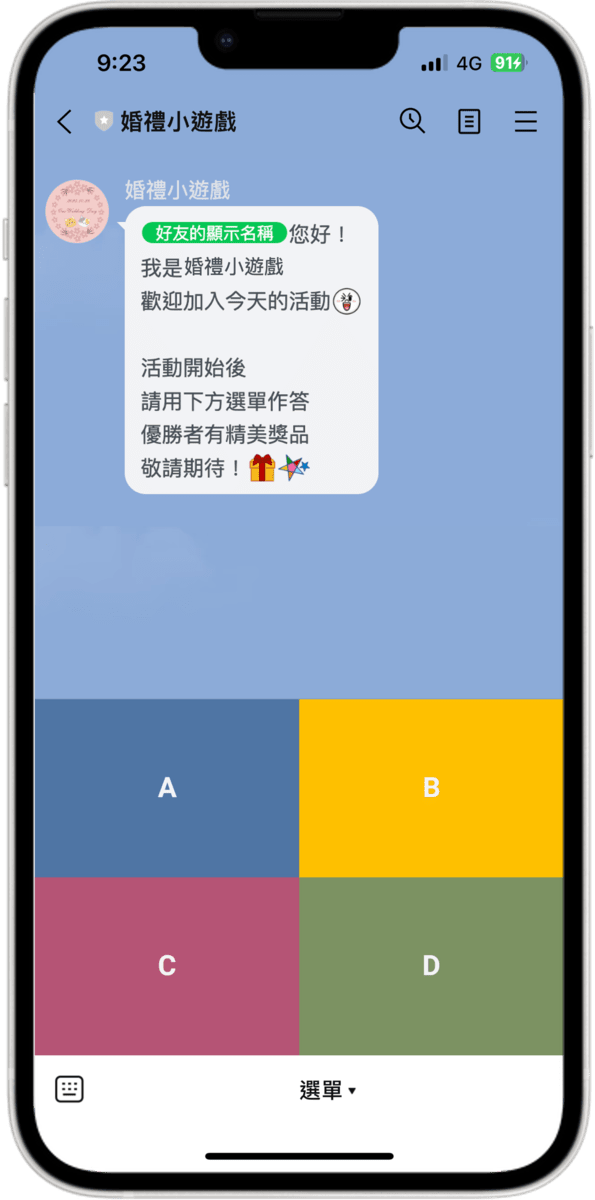 9:23
4G
91
婚禮小遊戲
婚禮小遊戲
好友的顯示名稱 您好！
我是婚禮小遊戲
歡迎加入今天的活動
活動開始後
請用下方選單作答
優勝者有精美獎品
敬請期待！
A
B
C
D
選單